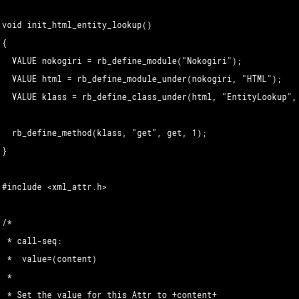 void init_html_entity_lookup()
{
  VALUE nokogiri = rb_define_module("Nokogiri");
  VALUE html = rb_define_module_under(nokogiri, "HTML");
  VALUE klass = rb_define_class_under(html, "EntityLookup",

  rb_define_method(klass, "get", get, 1);
}

#include <xml_attr.h>

/*
 * call-seq:
 *  value=(content)
 *
 * Set the value for this Attr to +content+